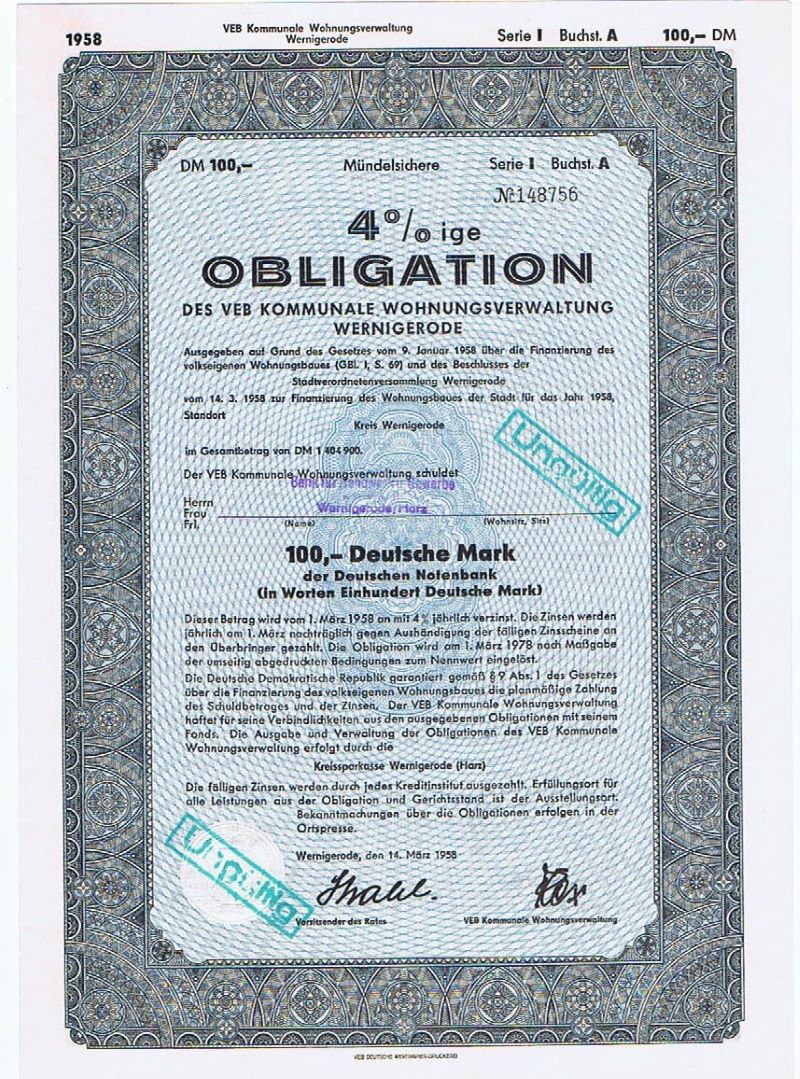 1958
VEB Kommunale Wohnungsverwaltung
Wernigerode
Serie I Buchst. A 100,– DM
DM 100,–
Mündelsichere
Serie I Buchst. A
№ 148756
4%ige
OBLIGATION
DES VEB KOMMUNALE WOHNUNGSVERWALTUNG
WERNIGERODE
Ausgegeben auf Grund des Gesetzes vom 9. Januar 1958 über die Finanzierung des
volkseigenen Wohnungsbaues (GBl. I, S. 69) und des Beschlusses der
Stadtverordnetenversammlung Wernigerode
vom 14. 3. 1958 zur Finanzierung des Wohnungsbaues der Stadt für das Jahr 1958,
Standort
Kreis Wernigerode
im Gesamtbetrag von DM 1 404 900.
Ungültig
Der VEB Kommunale Wohnungsverwaltung schuldet
Bank für Handwerk u. Gewerbe
Wernigerode/Harz
Herrn
Frau
Frl.
(Name)
(Wohnsitz, Sitz)
100,– Deutsche Mark
der Deutschen Notenbank
(in Worten Einhundert Deutsche Mark)
Dieser Betrag wird vom 1. März 1958 an mit 4% jährlich verzinst. Die Zinsen werden
jährlich am 1. März nachträglich gegen Aushändigung der fälligen Zinsscheine an
den Überbringer gezahlt. Die Obligation wird am 1. März 1978 nach Maßgabe
der umseitig abgedruckten Bedingungen zum Nennwert eingelöst.
Die Deutsche Demokratische Republik garantiert gemäß § 9 Abs. 1 des Gesetzes
über die Finanzierung des volkseigenen Wohnungsbaues die planmäßige Zahlung
des Schuldbetrages und der Zinsen. Der VEB Kommunale Wohnungsverwaltung
haftet für seine Verbindlichkeiten aus den ausgegebenen Obligationen mit seinem
Fonds. Die Ausgabe und Verwaltung der Obligationen des VEB Kommunale
Wohnungsverwaltung erfolgt durch die
Kreissparkasse Wernigerode (Harz)
Die fälligen Zinsen werden durch jedes Kreditinstitut ausgezahlt. Erfüllungsort für
alle Leistungen aus der Obligation und Gerichtsstand ist der Ausstellungsort.
Bekanntmachungen über die Obligationen erfolgen in der
Ortspresse.
Ungültig
Wernigerode, den 14. März 1958
Vorsitzender des Rates
VEB Kommunale Wohnungsverwaltung
VEB DEUTSCHE WERTPAPIER-DRUCKEREI